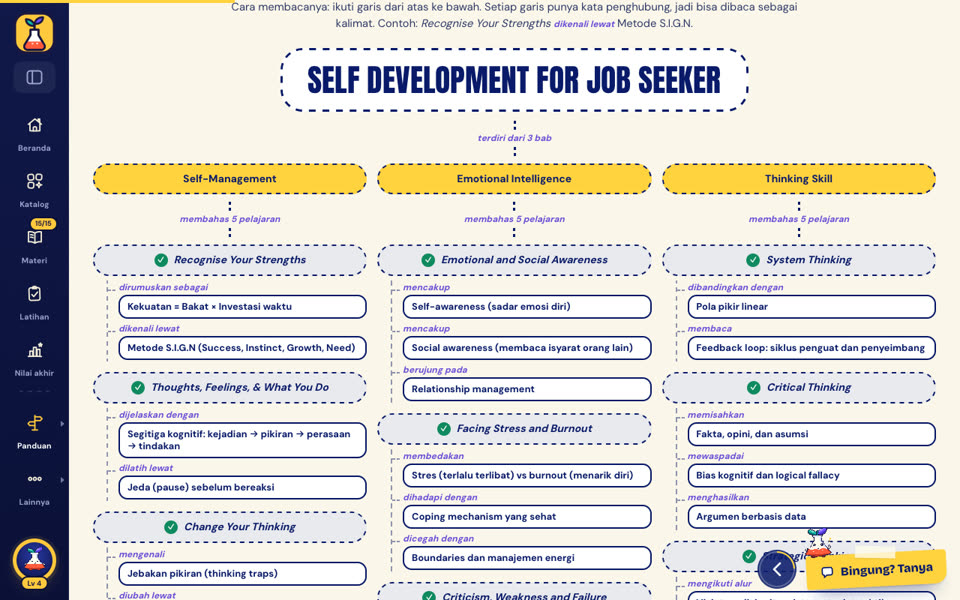 Cara membacanya: ikuti garis dari atas ke bawah. Setiap garis punya kata penghubung, jadi bisa dibaca sebagai
kalimat. Contoh: Recognise Your Strengths dikenali lewat Metode S.I.G.N.
SELF DEVELOPMENT FOR JOB SEEKER
terdiri dari 3 bab
Self-Management
membahas 5 pelajaran
Recognise Your Strengths
dirumuskan sebagai
Kekuatan = Bakat × Investasi waktu
dikenali lewat
Metode S.I.G.N (Success, Instinct, Growth, Need)
Thoughts, Feelings, & What You Do
dijelaskan dengan
Segitiga kognitif: kejadian → pikiran → perasaan
→ tindakan
dilatih lewat
Jeda (pause) sebelum bereaksi
Change Your Thinking
mengenali
Jebakan pikiran (thinking traps)
diubah lewat
Emotional Intelligence
membahas 5 pelajaran
Emotional and Social Awareness
mencakup
Self-awareness (sadar emosi diri)
mencakup
Social awareness (membaca isyarat orang lain)
berujung pada
Relationship management
Facing Stress and Burnout
membedakan
Stres (terlalu terlibat) vs burnout (menarik diri)
dihadapi dengan
Coping mechanism yang sehat
dicegah dengan
Boundaries dan manajemen energi
Criticism, Weakness and Failure
Thinking Skill
membahas 5 pelajaran
System Thinking
dibandingkan dengan
Pola pikir linear
membaca
Feedback loop: siklus penguat dan penyeimbang
Critical Thinking
memisahkan
Fakta, opini, dan asumsi
mewaspadai
Bias kognitif dan logical fallacy
menghasilkan
Argumen berbasis data
mengikuti alur
Beranda
Katalog
15/15
Materi
Latihan
Nilai akhir
Panduan
Lainnya
Lv 4
Bingung? Tanya